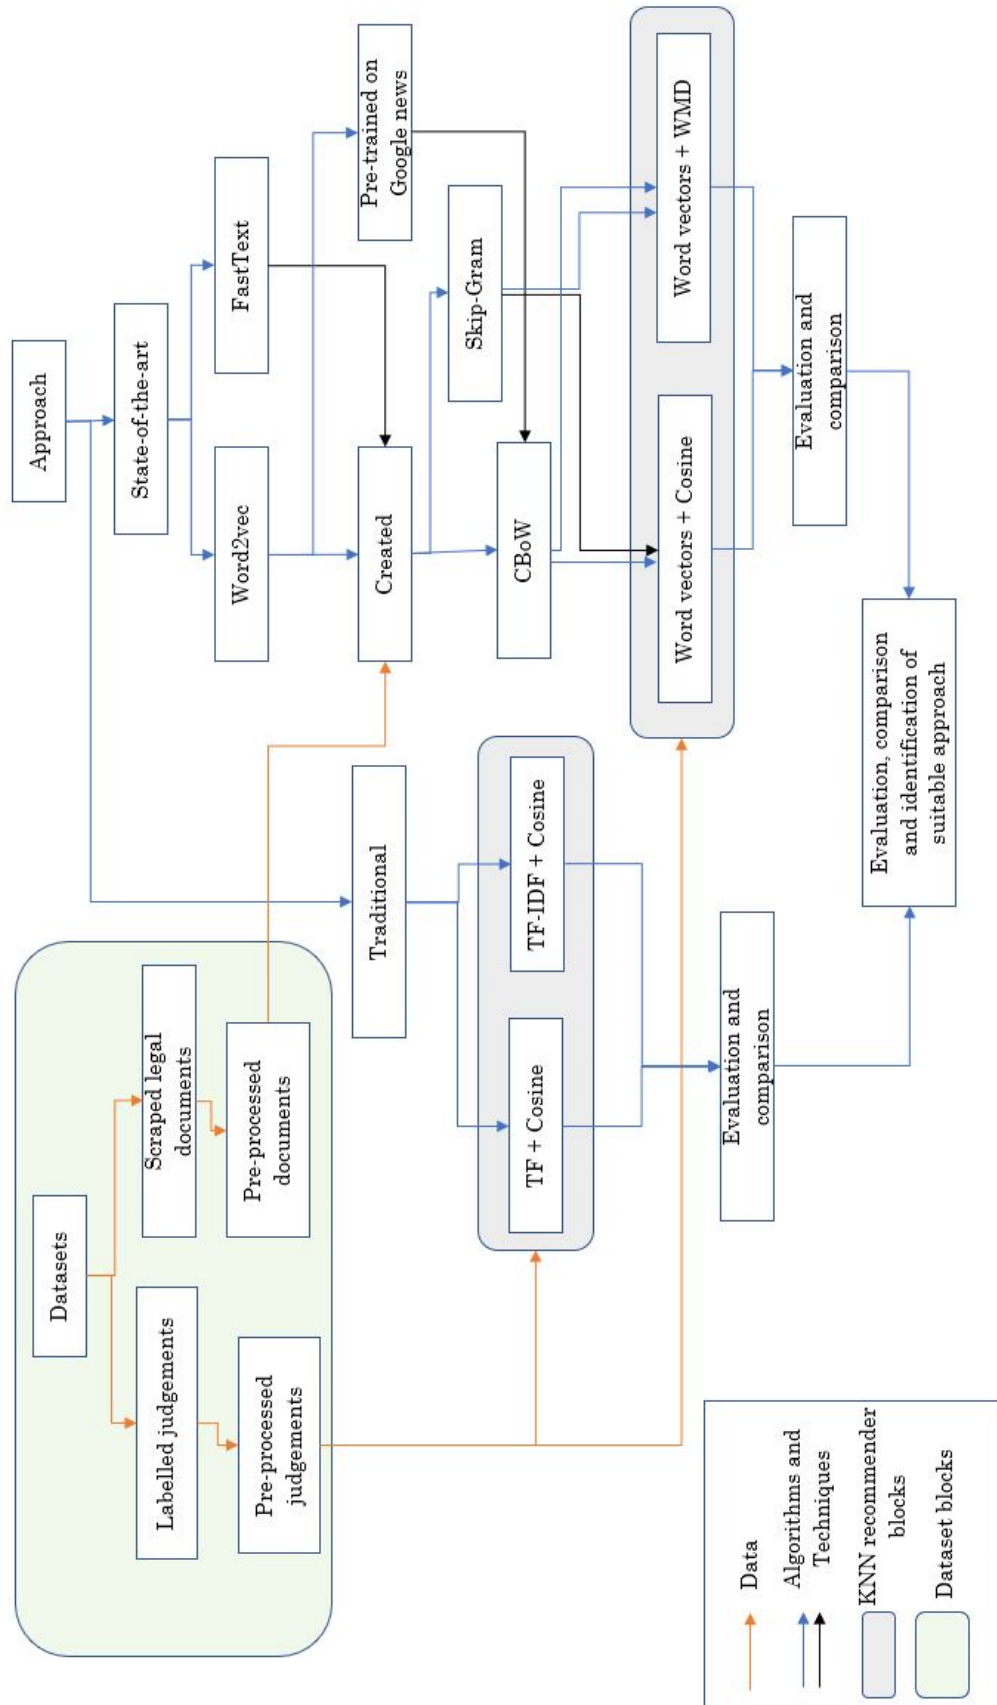 Datasets
Labelled judgements
Scraped legal
documents
Pre-processed
judgements
Pre-processed
documents
Approach
State-of-the-art
Traditional
Word2vec
FastText
Created
Pre-trained on
Google news
CBoW
Skip-Gram
TF + Cosine
TF-IDF + Cosine
Word vectors + Cosine
Word vectors + WMD
Evaluation and
comparison
Evaluation and
comparison
Evaluation, comparison
and identification of
suitable approach
Data
Algorithms and
Techniques
KNN recommender
blocks
Dataset blocks